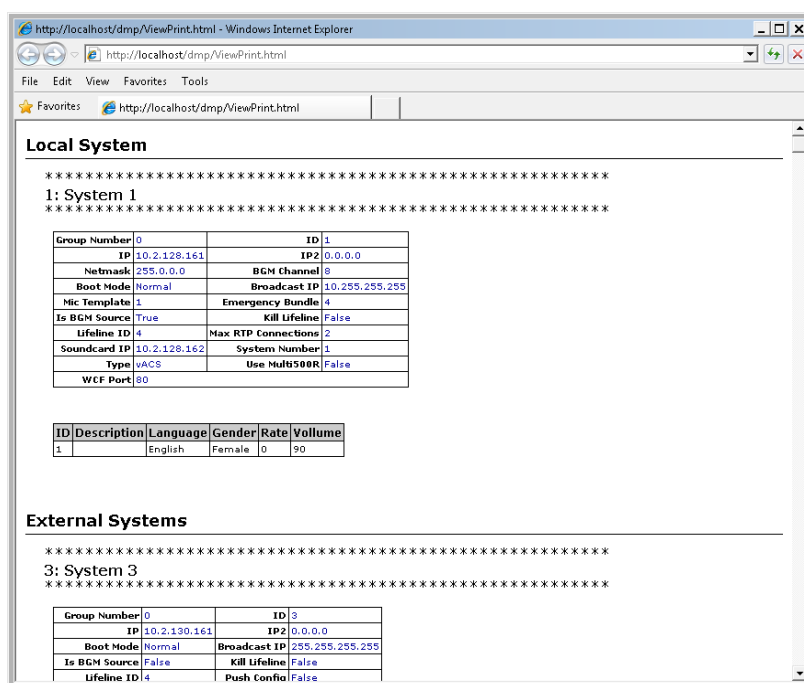 http://localhost/dmp/ViewPrint.html - Windows Internet Explorer
http://localhost/dmp/ViewPrint.html
File Edit View Favorites Tools
Favorites http://localhost/dmp/ViewPrint.html
Local System
********************************************************
1: System 1
********************************************************
Group Number 0 ID 1
IP 10.2.128.161 IP2 0.0.0.0
Netmask 255.0.0.0 BGM Channel 8
Boot Mode Normal Broadcast IP 10.255.255.255
Mic Template 1 Emergency Bundle 4
Is BGM Source True Kill Lifeline False
Lifeline ID 4 Max RTP Connections 2
Soundcard IP 10.2.128.162 System Number 1
Type vACS Use Multi500R False
WCF Port 80
ID Description Language Gender Rate Vollume
1 English Female 0 90
External Systems
********************************************************
3: System 3
********************************************************
Group Number 0 ID 3
IP 10.2.130.161 IP2 0.0.0.0
Boot Mode Normal Broadcast IP 255.255.255.255
Is BGM Source False Kill Lifeline False
Lifeline ID 4 Push Config False